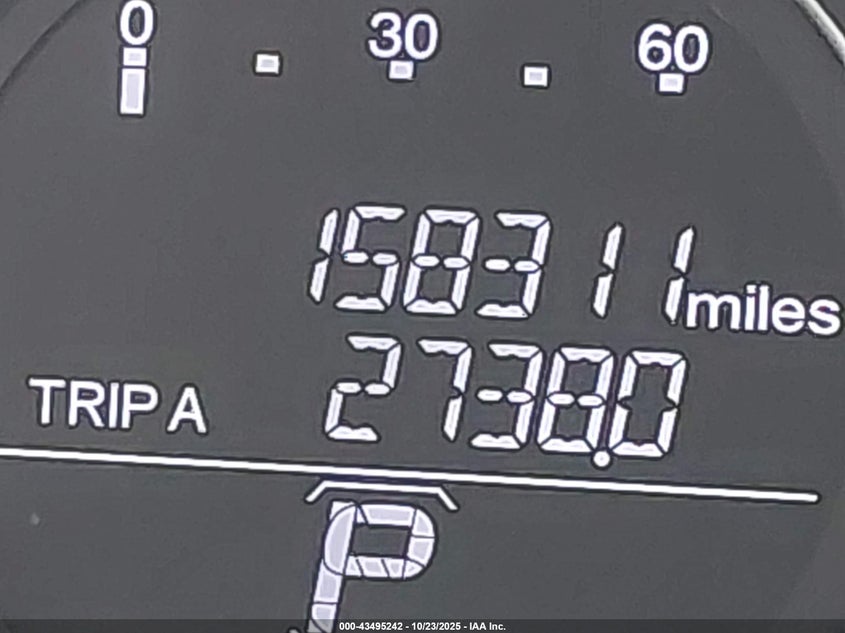 0 30 60
158311 miles
TRIP A 2738.0
P
000-43495242 - 10/23/2025 - IAA Inc.